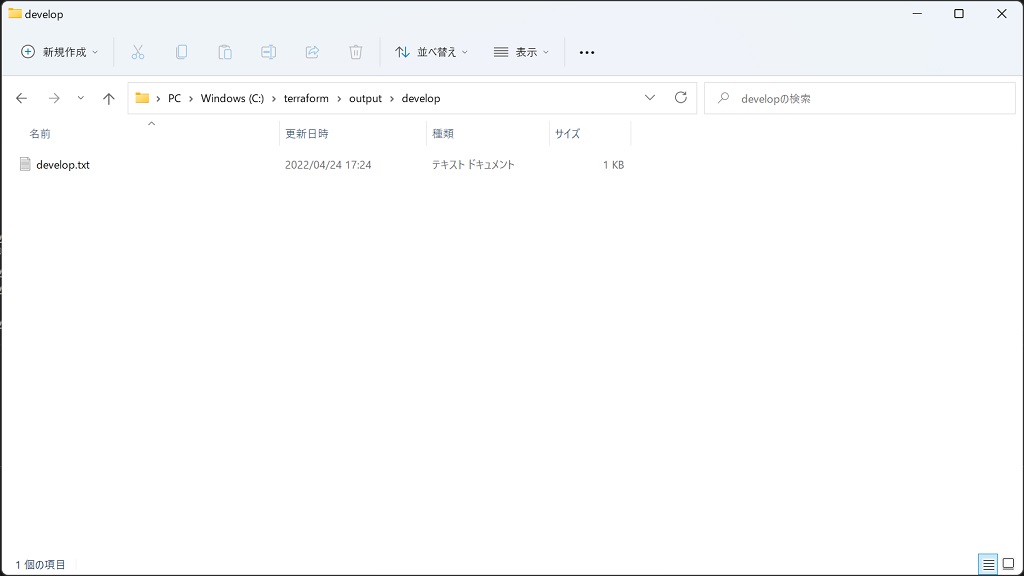 develop
新規作成 並べ替え 表示
PC Windows (C:) terraform output develop developの検索
名前 更新日時 種類 サイズ
develop.txt 2022/04/24 17:24 テキスト ドキュメント 1 KB
1 個の項目